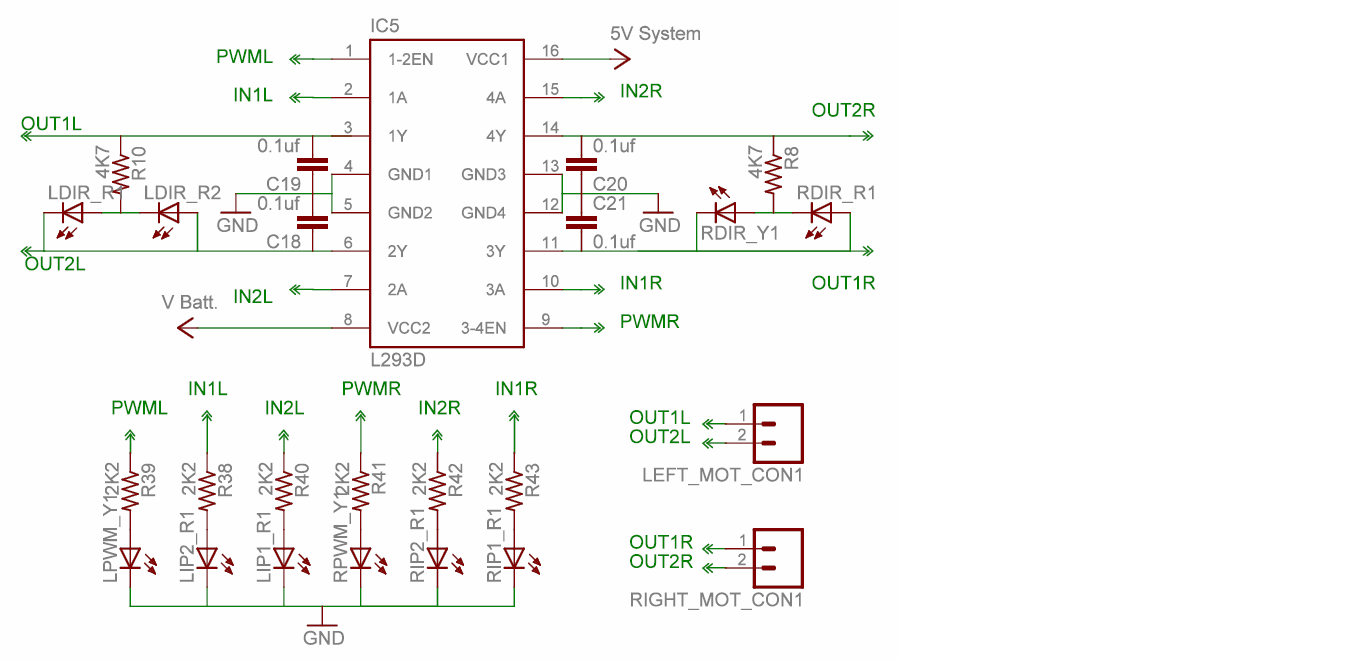 IC5
5V System
PWML
1
1-2EN
VCC1
16
IN1L
2
1A
4A
15
IN2R
OUT1L
3
1Y
4Y
14
OUT2R
4K7
R10
0.1uf
4
GND1
GND3
13
0.1uf
4K7
R8
LDIR_R1
LDIR_R2
C19
C20
RDIR_R1
0.1uf
5
GND2
GND4
12
C21
GND
GND
RDIR_Y1
C18
6
2Y
3Y
11
0.1uf
OUT2L
OUT1R
IN2L
7
2A
3A
10
IN1R
V Batt.
8
VCC2
3-4EN
9
PWMR
L293D
PWML
IN1L
IN2L
PWMR
IN2R
IN1R
2K2
R39
2K2
R38
2K2
R40
2K2
R41
2K2
R42
2K2
R43
LPWM_Y1
LIP2_R1
LIP1_R1
RPWM_Y1
RIP2_R1
RIP1_R1
GND
OUT1L
1
OUT2L
2
LEFT_MOT_CON1
OUT1R
1
OUT2R
2
RIGHT_MOT_CON1